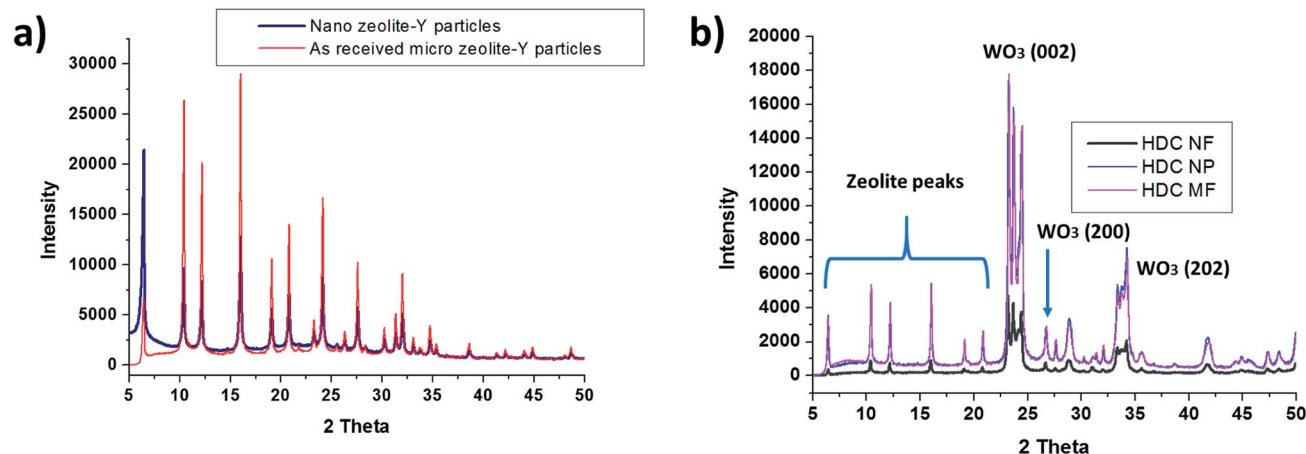 a)
Nano zeolite-Y particles
As received micro zeolite-Y particles
30000
25000
20000
15000
10000
5000
0
Intensity
5 10 15 20 25 30 35 40 45 50
2 Theta
b)
20000
18000
16000
14000
12000
10000
8000
6000
4000
2000
0
Intensity
WO₃ (002)
HDC NF
HDC NP
HDC MF
Zeolite peaks
WO₃ (200)
WO₃ (202)
5 10 15 20 25 30 35 40 45 50
2 Theta